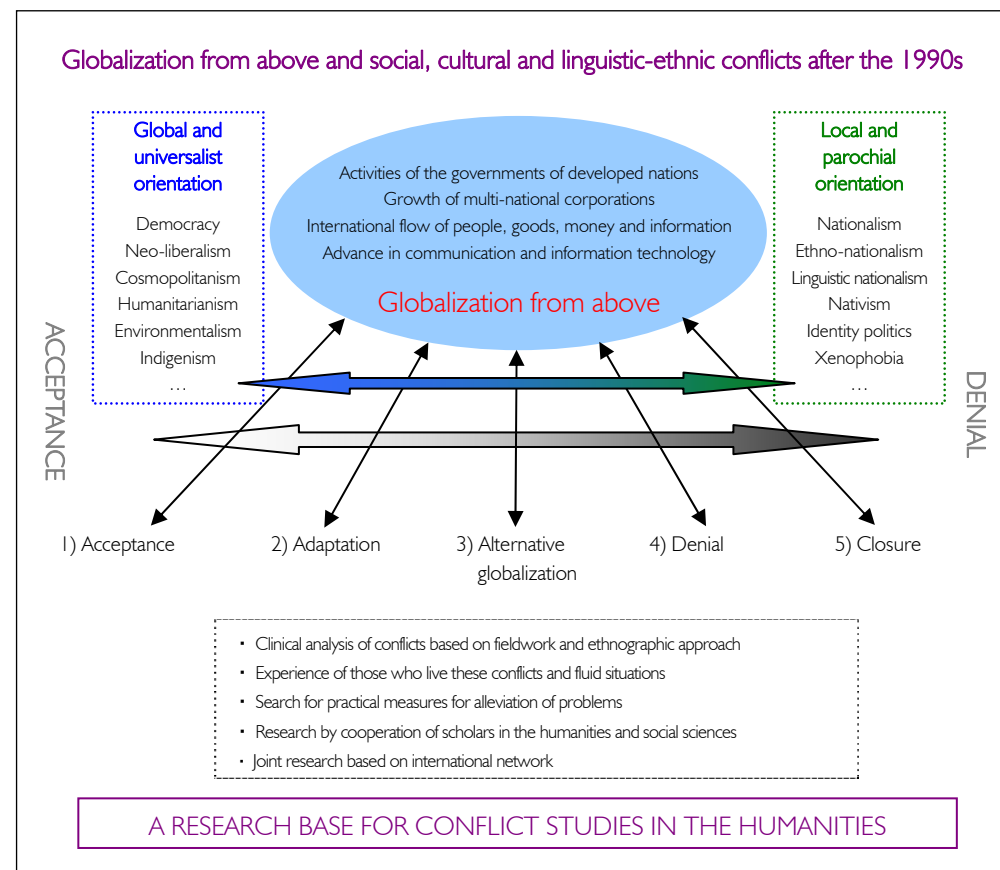 Globalization from above and social, cultural and linguistic-ethnic conflicts after the 1990s
Global and
universalist
orientation
Democracy
Neo-liberalism
Cosmopolitanism
Humanitarianism
Environmentalism
Indigenism
…
Activities of the governments of developed nations
Growth of multi-national corporations
International flow of people, goods, money and information
Advance in communication and information technology
Globalization from above
Local and
parochial
orientation
Nationalism
Ethno-nationalism
Linguistic nationalism
Nativism
Identity politics
Xenophobia
…
ACCEPTANCE
DENIAL
1) Acceptance
2) Adaptation
3) Alternative
globalization
4) Denial
5) Closure
・ Clinical analysis of conflicts based on fieldwork and ethnographic approach
・ Experience of those who live these conflicts and fluid situations
・ Search for practical measures for alleviation of problems
・ Research by cooperation of scholars in the humanities and social sciences
・ Joint research based on international network
A RESEARCH BASE FOR CONFLICT STUDIES IN THE HUMANITIES